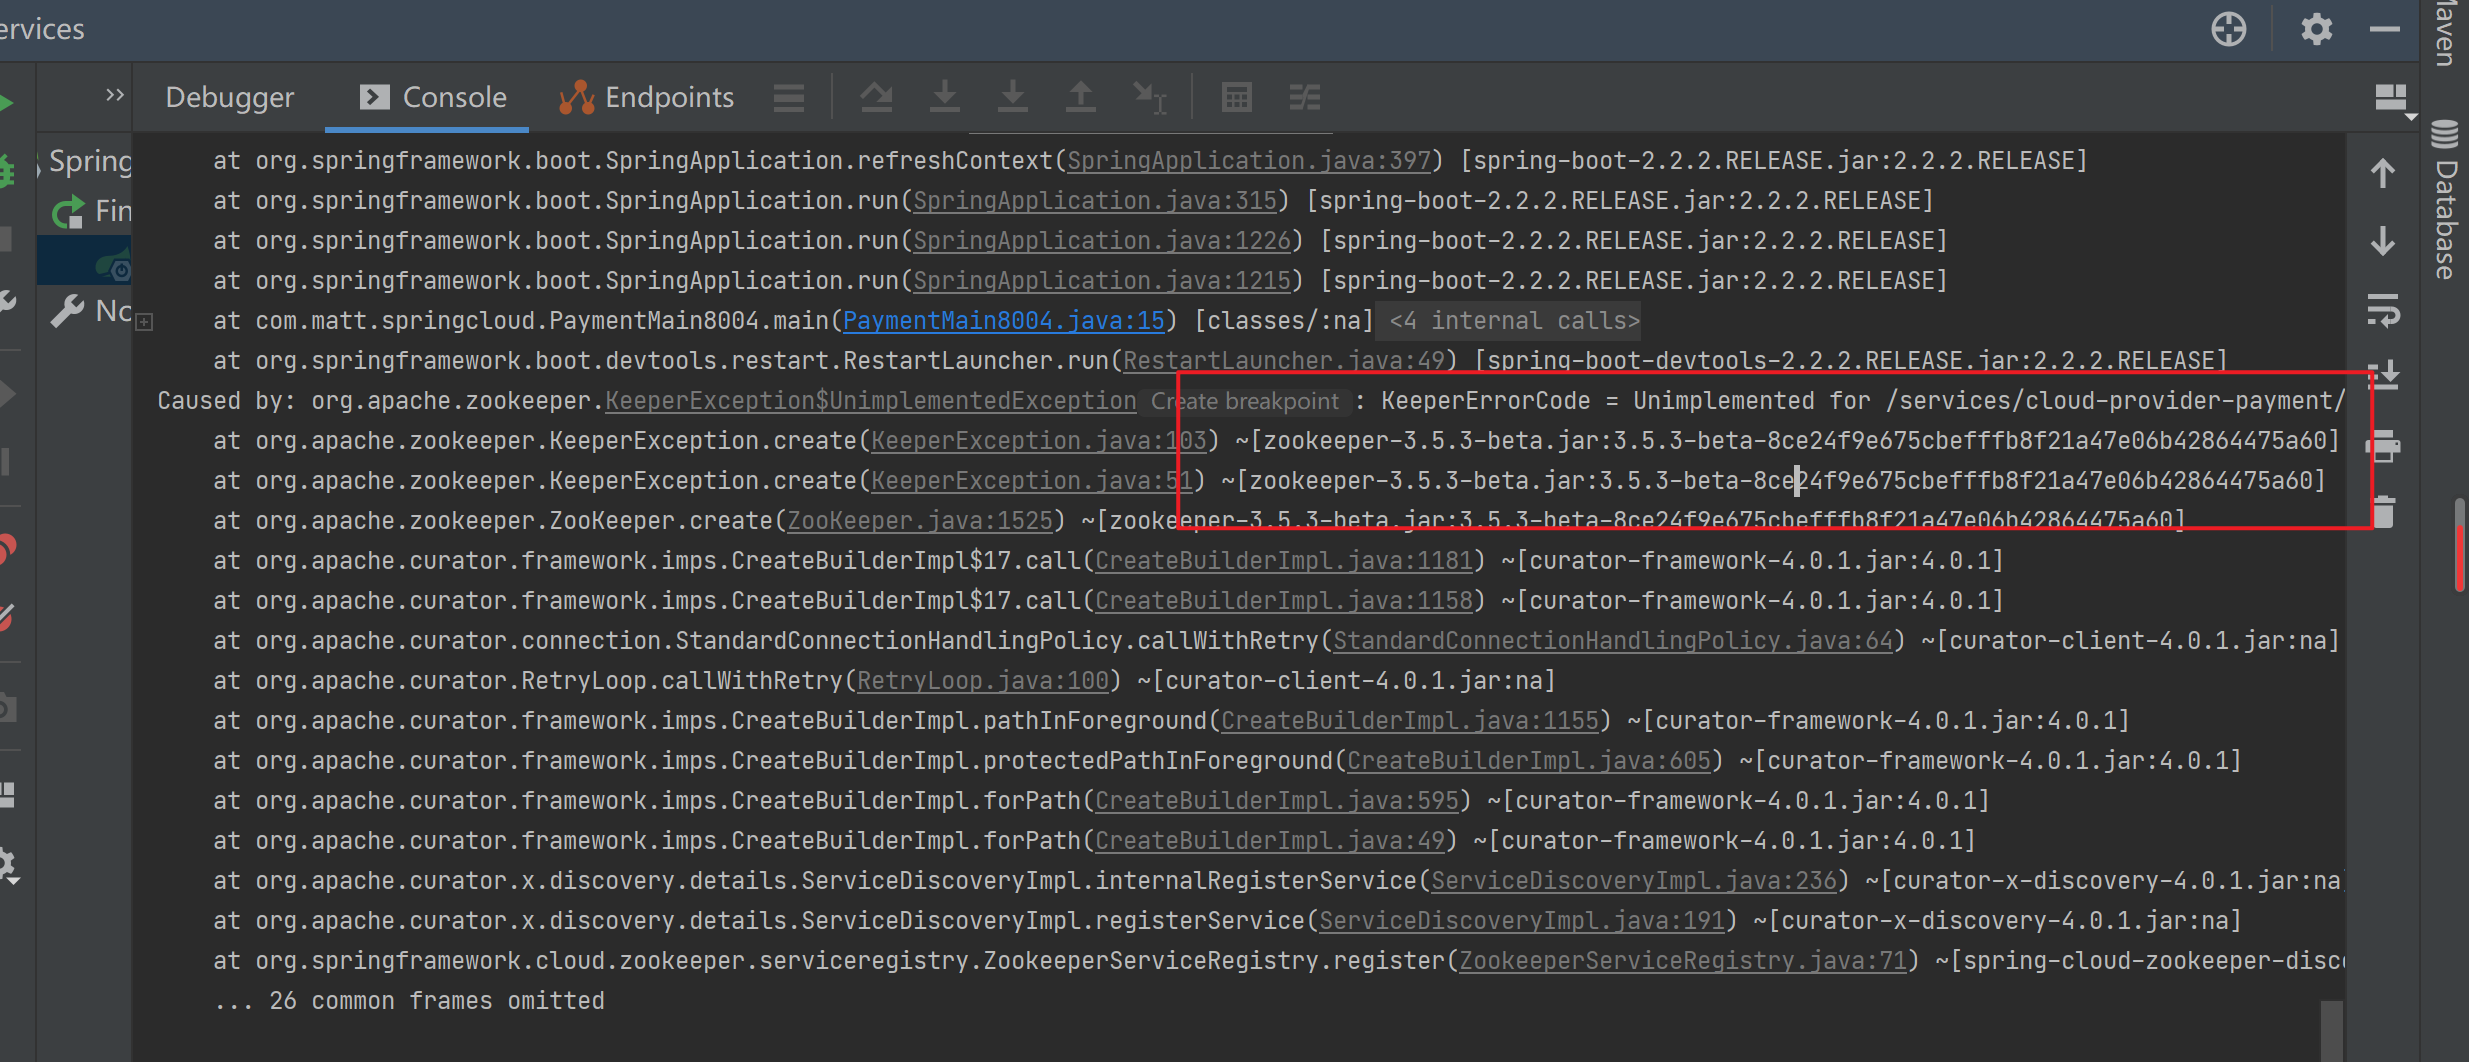 ervices
Debugger Console Endpoints
Maven
Database
Spring
Fin
No
at org.springframework.boot.SpringApplication.refreshContext(SpringApplication.java:397) [spring-boot-2.2.2.RELEASE.jar:2.2.2.RELEASE]
at org.springframework.boot.SpringApplication.run(SpringApplication.java:315) [spring-boot-2.2.2.RELEASE.jar:2.2.2.RELEASE]
at org.springframework.boot.SpringApplication.run(SpringApplication.java:1226) [spring-boot-2.2.2.RELEASE.jar:2.2.2.RELEASE]
at org.springframework.boot.SpringApplication.run(SpringApplication.java:1215) [spring-boot-2.2.2.RELEASE.jar:2.2.2.RELEASE]
at com.matt.springcloud.PaymentMain8004.main(PaymentMain8004.java:15) [classes/:na] <4 internal calls>
at org.springframework.boot.devtools.restart.RestartLauncher.run(RestartLauncher.java:49) [spring-boot-devtools-2.2.2.RELEASE.jar:2.2.2.RELEASE]
Caused by: org.apache.zookeeper.KeeperException$UnimplementedException Create breakpoint : KeeperErrorCode = Unimplemented for /services/cloud-provider-payment/
at org.apache.zookeeper.KeeperException.create(KeeperException.java:103) ~[zookeeper-3.5.3-beta.jar:3.5.3-beta-8ce24f9e675cbefffb8f21a47e06b42864475a60]
at org.apache.zookeeper.KeeperException.create(KeeperException.java:51) ~[zookeeper-3.5.3-beta.jar:3.5.3-beta-8ce24f9e675cbefffb8f21a47e06b42864475a60]
at org.apache.zookeeper.ZooKeeper.create(ZooKeeper.java:1525) ~[zookeeper-3.5.3-beta.jar:3.5.3-beta-8ce24f9e675cbefffb8f21a47e06b42864475a60]
at org.apache.curator.framework.imps.CreateBuilderImpl$17.call(CreateBuilderImpl.java:1181) ~[curator-framework-4.0.1.jar:4.0.1]
at org.apache.curator.framework.imps.CreateBuilderImpl$17.call(CreateBuilderImpl.java:1158) ~[curator-framework-4.0.1.jar:4.0.1]
at org.apache.curator.connection.StandardConnectionHandlingPolicy.callWithRetry(StandardConnectionHandlingPolicy.java:64) ~[curator-client-4.0.1.jar:na]
at org.apache.curator.RetryLoop.callWithRetry(RetryLoop.java:100) ~[curator-client-4.0.1.jar:na]
at org.apache.curator.framework.imps.CreateBuilderImpl.pathInForeground(CreateBuilderImpl.java:1155) ~[curator-framework-4.0.1.jar:4.0.1]
at org.apache.curator.framework.imps.CreateBuilderImpl.protectedPathInForeground(CreateBuilderImpl.java:605) ~[curator-framework-4.0.1.jar:4.0.1]
at org.apache.curator.framework.imps.CreateBuilderImpl.forPath(CreateBuilderImpl.java:595) ~[curator-framework-4.0.1.jar:4.0.1]
at org.apache.curator.framework.imps.CreateBuilderImpl.forPath(CreateBuilderImpl.java:49) ~[curator-framework-4.0.1.jar:4.0.1]
at org.apache.curator.x.discovery.details.ServiceDiscoveryImpl.internalRegisterService(ServiceDiscoveryImpl.java:236) ~[curator-x-discovery-4.0.1.jar:na
at org.apache.curator.x.discovery.details.ServiceDiscoveryImpl.registerService(ServiceDiscoveryImpl.java:191) ~[curator-x-discovery-4.0.1.jar:na]
at org.springframework.cloud.zookeeper.serviceregistry.ZookeeperServiceRegistry.register(ZookeeperServiceRegistry.java:71) ~[spring-cloud-zookeeper-disc
... 26 common frames omitted